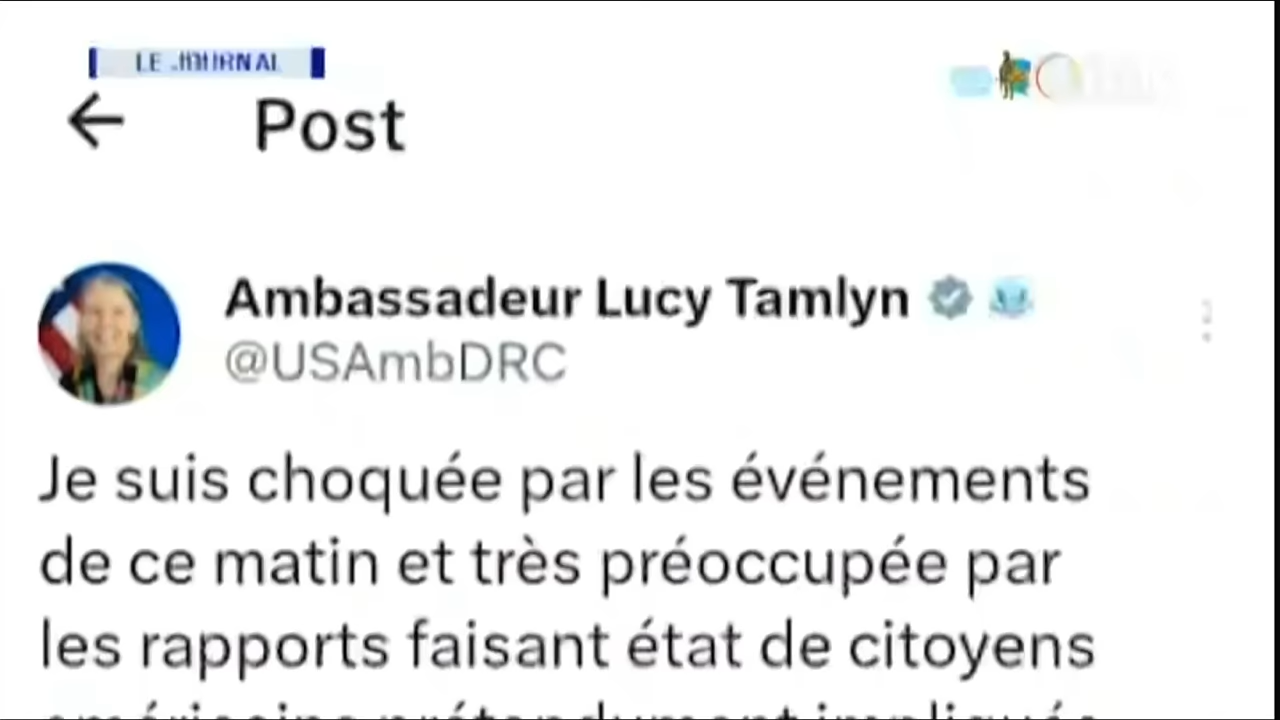 LE JOURNAL
Post
Ambassadeur Lucy Tamlyn
@USAmbDRC
Je suis choquée par les événements
de ce matin et très préoccupée par
les rapports faisant état de citoyens